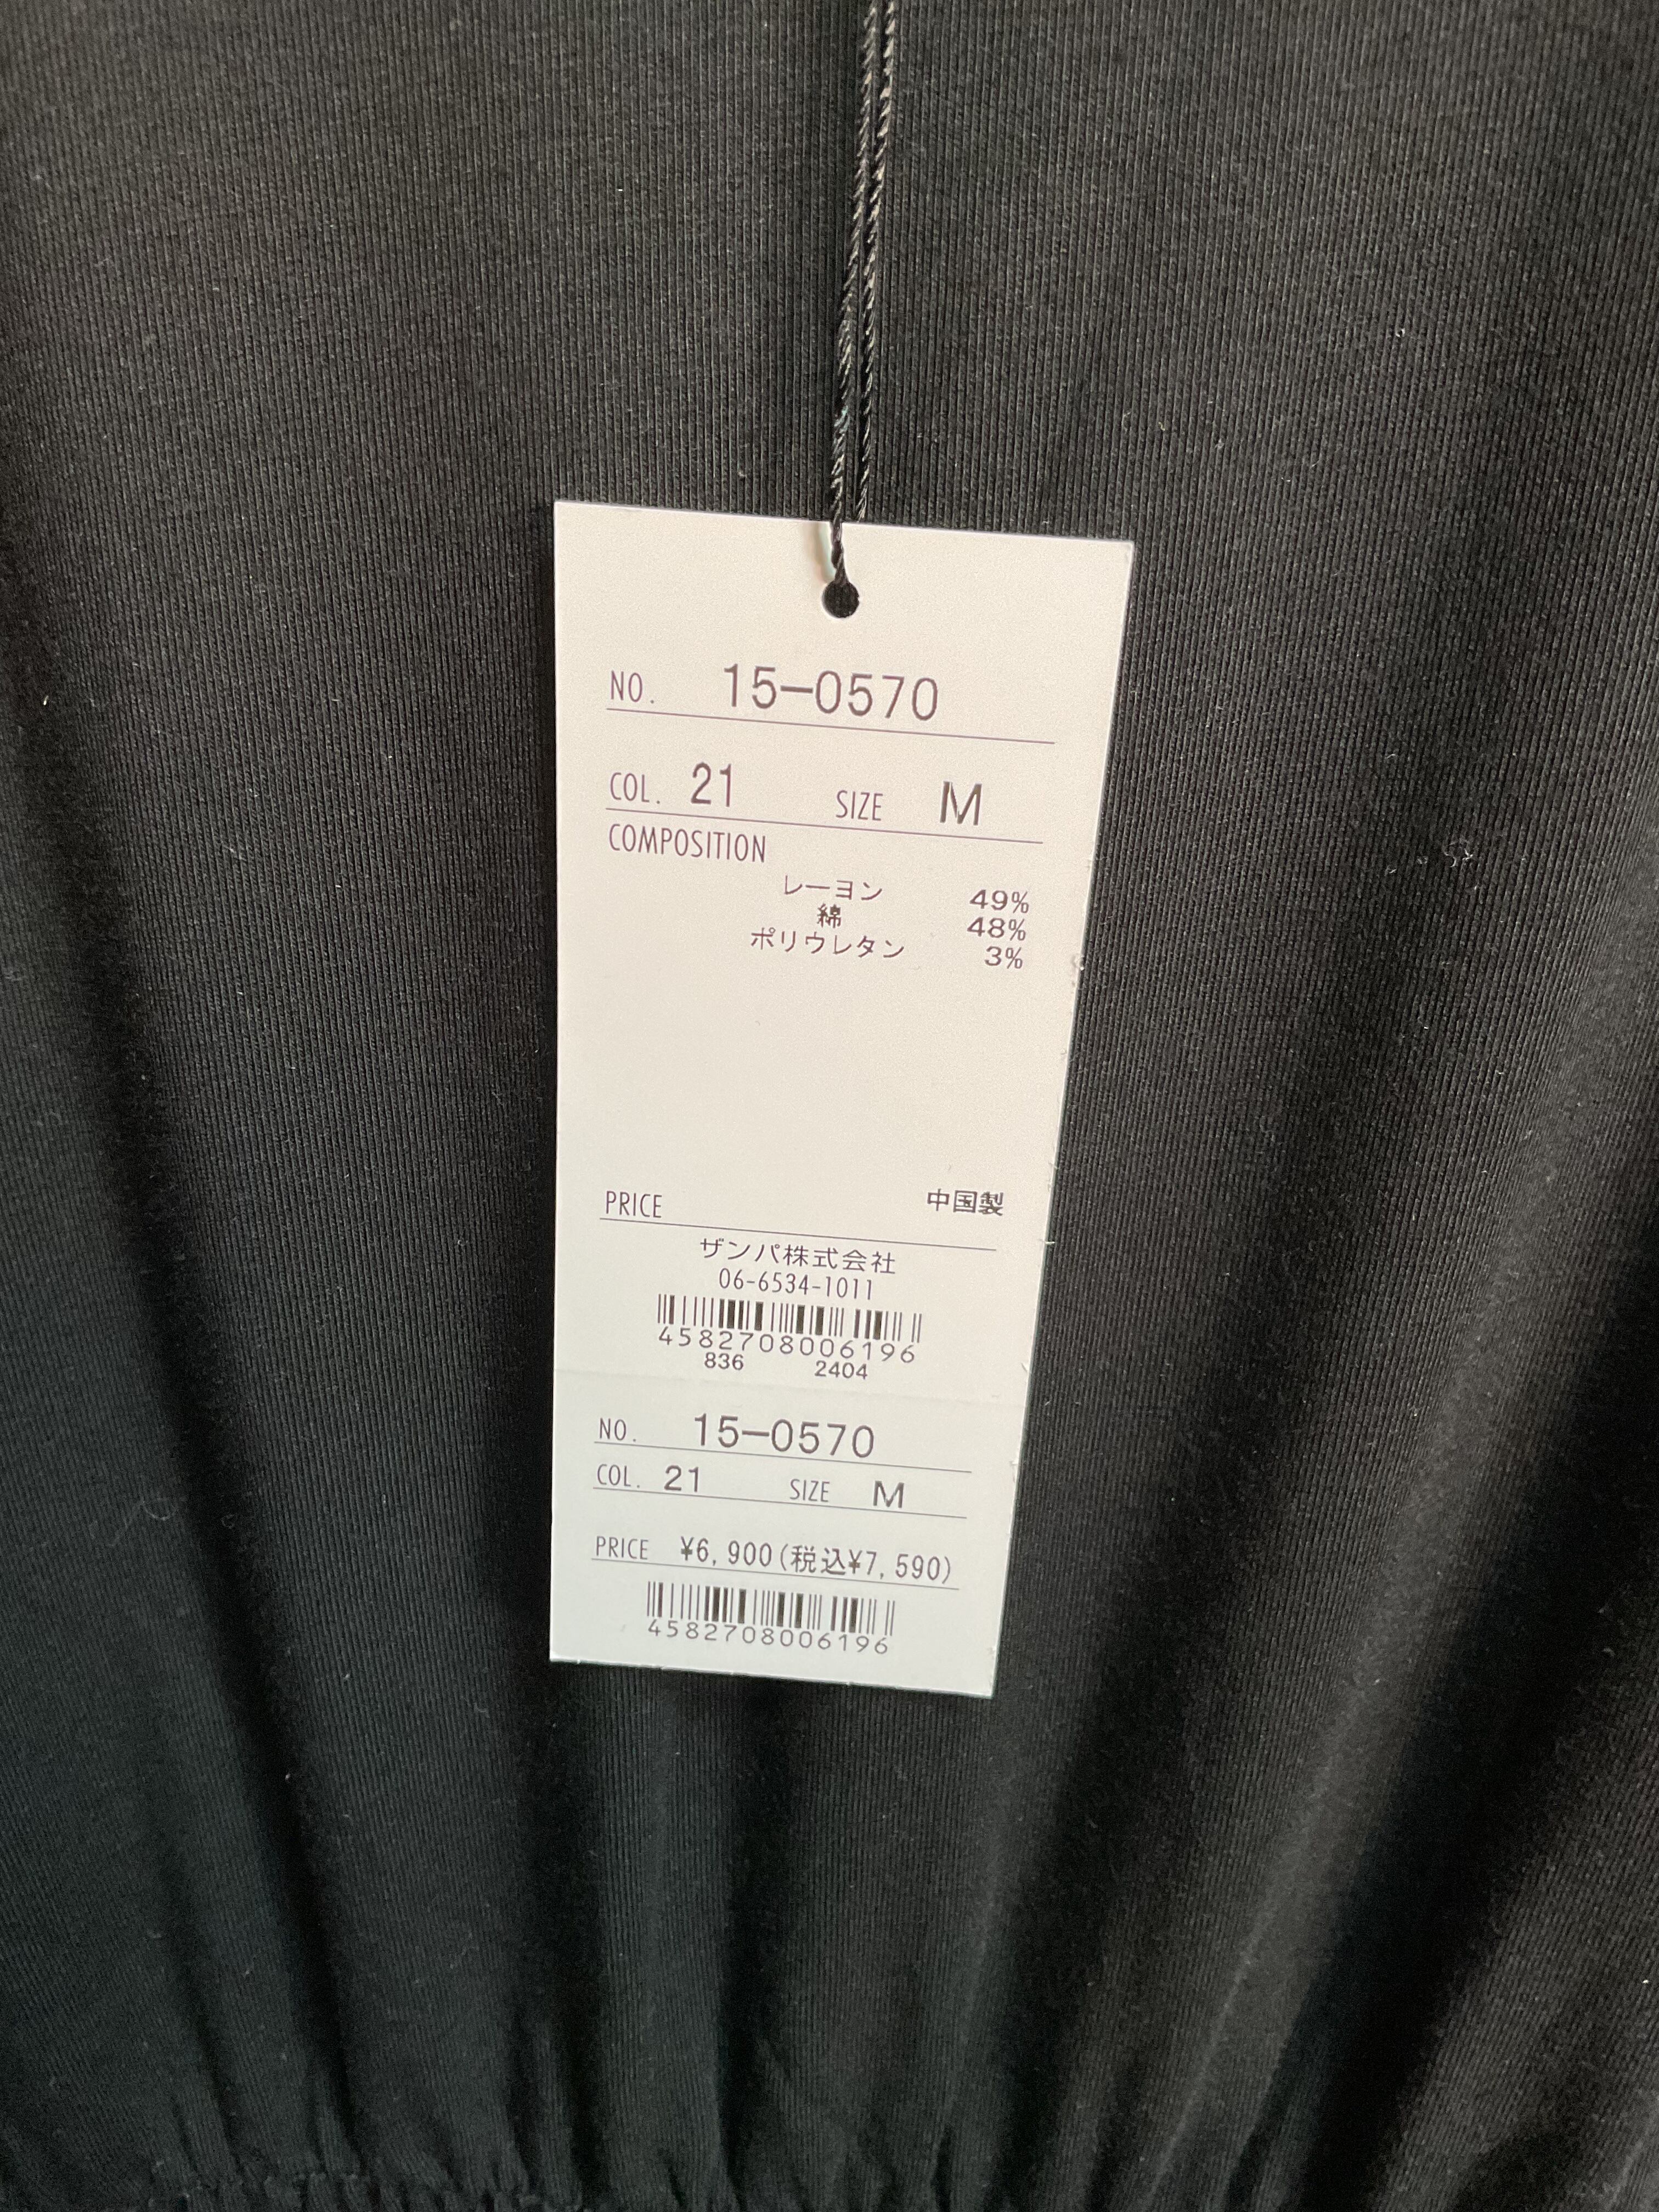 NO. 15-0570
COL. 21 SIZE M
COMPOSITION
レーヨン 49%
綿 48%
ポリウレタン 3%
PRICE 中国製
ザンパ株式会社
06-6534-1011
4582708006196
836 2404
NO. 15-0570
COL. 21 SIZE M
PRICE ¥6,900(税込¥7,590)
4582708006196